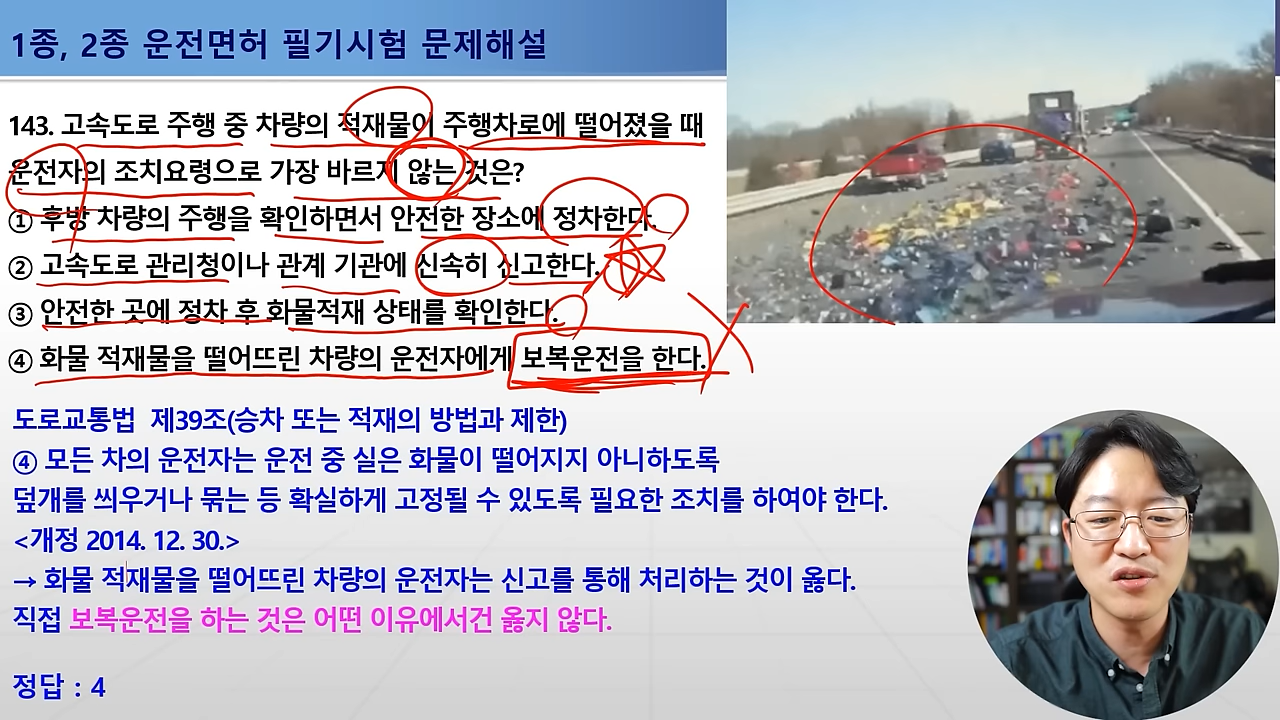 1종, 2종 운전면허 필기시험 문제해설
143. 고속도로 주행 중 차량의 적재물이 주행차로에 떨어졌을 때
운전자의 조치요령으로 가장 바르지 않는 것은?
① 후방 차량의 주행을 확인하면서 안전한 장소에 정차한다.
② 고속도로 관리청이나 관계 기관에 신속히 신고한다.
③ 안전한 곳에 정차 후 화물적재 상태를 확인한다.
④ 화물 적재물을 떨어뜨린 차량의 운전자에게 보복운전을 한다.
도로교통법 제39조(승차 또는 적재의 방법과 제한)
④ 모든 차의 운전자는 운전 중 실은 화물이 떨어지지 아니하도록
덮개를 씌우거나 묶는 등 확실하게 고정될 수 있도록 필요한 조치를 하여야 한다.
<개정 2014. 12. 30.>
→ 화물 적재물을 떨어뜨린 차량의 운전자는 신고를 통해 처리하는 것이 옳다.
직접 보복운전을 하는 것은 어떤 이유에서건 옳지 않다.
정답 : 4